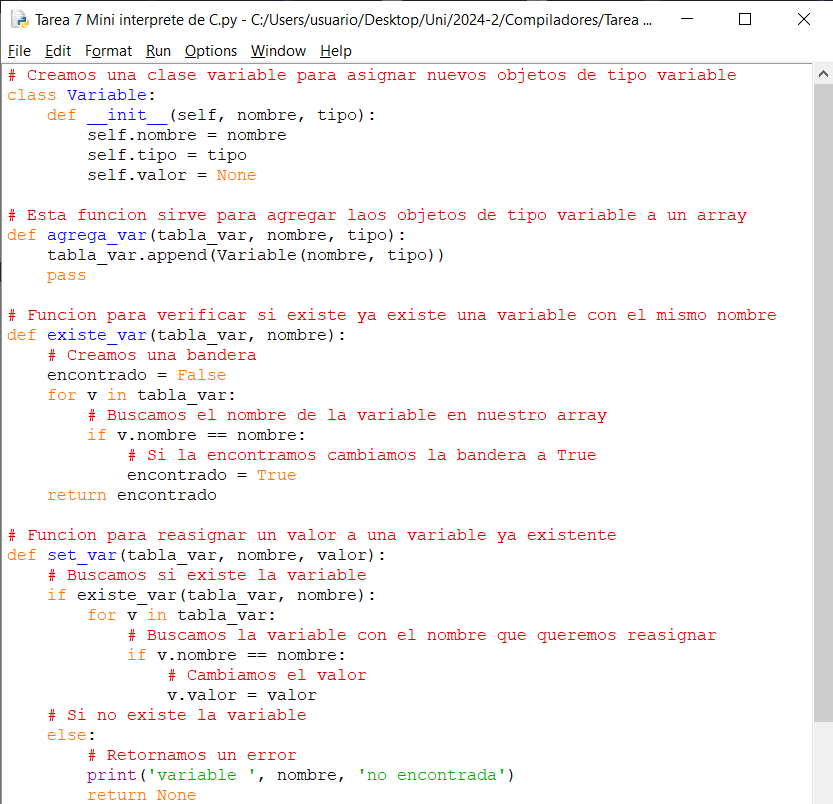 Tarea 7 Mini interprete de C.py - C:/Users/usuario/Desktop/Uni/2024-2/Compiladores/Tarea ...
File Edit Format Run Options Window Help
# Creamos una clase variable para asignar nuevos objetos de tipo variable
class Variable:
    def __init__(self, nombre, tipo):
        self.nombre = nombre
        self.tipo = tipo
        self.valor = None

# Esta funcion sirve para agregar laos objetos de tipo variable a un array
def agrega_var(tabla_var, nombre, tipo):
    tabla_var.append(Variable(nombre, tipo))
    pass

# Funcion para verificar si existe ya existe una variable con el mismo nombre
def existe_var(tabla_var, nombre):
    # Creamos una bandera
    encontrado = False
    for v in tabla_var:
        # Buscamos el nombre de la variable en nuestro array
        if v.nombre == nombre:
            # Si la encontramos cambiamos la bandera a True
            encontrado = True
    return encontrado

# Funcion para reasignar un valor a una variable ya existente
def set_var(tabla_var, nombre, valor):
    # Buscamos si existe la variable
    if existe_var(tabla_var, nombre):
        for v in tabla_var:
            # Buscamos la variable con el nombre que queremos reasignar
            if v.nombre == nombre:
                # Cambiamos el valor
                v.valor = valor
    # Si no existe la variable
    else:
        # Retornamos un error
        print('variable ', nombre, 'no encontrada')
        return None